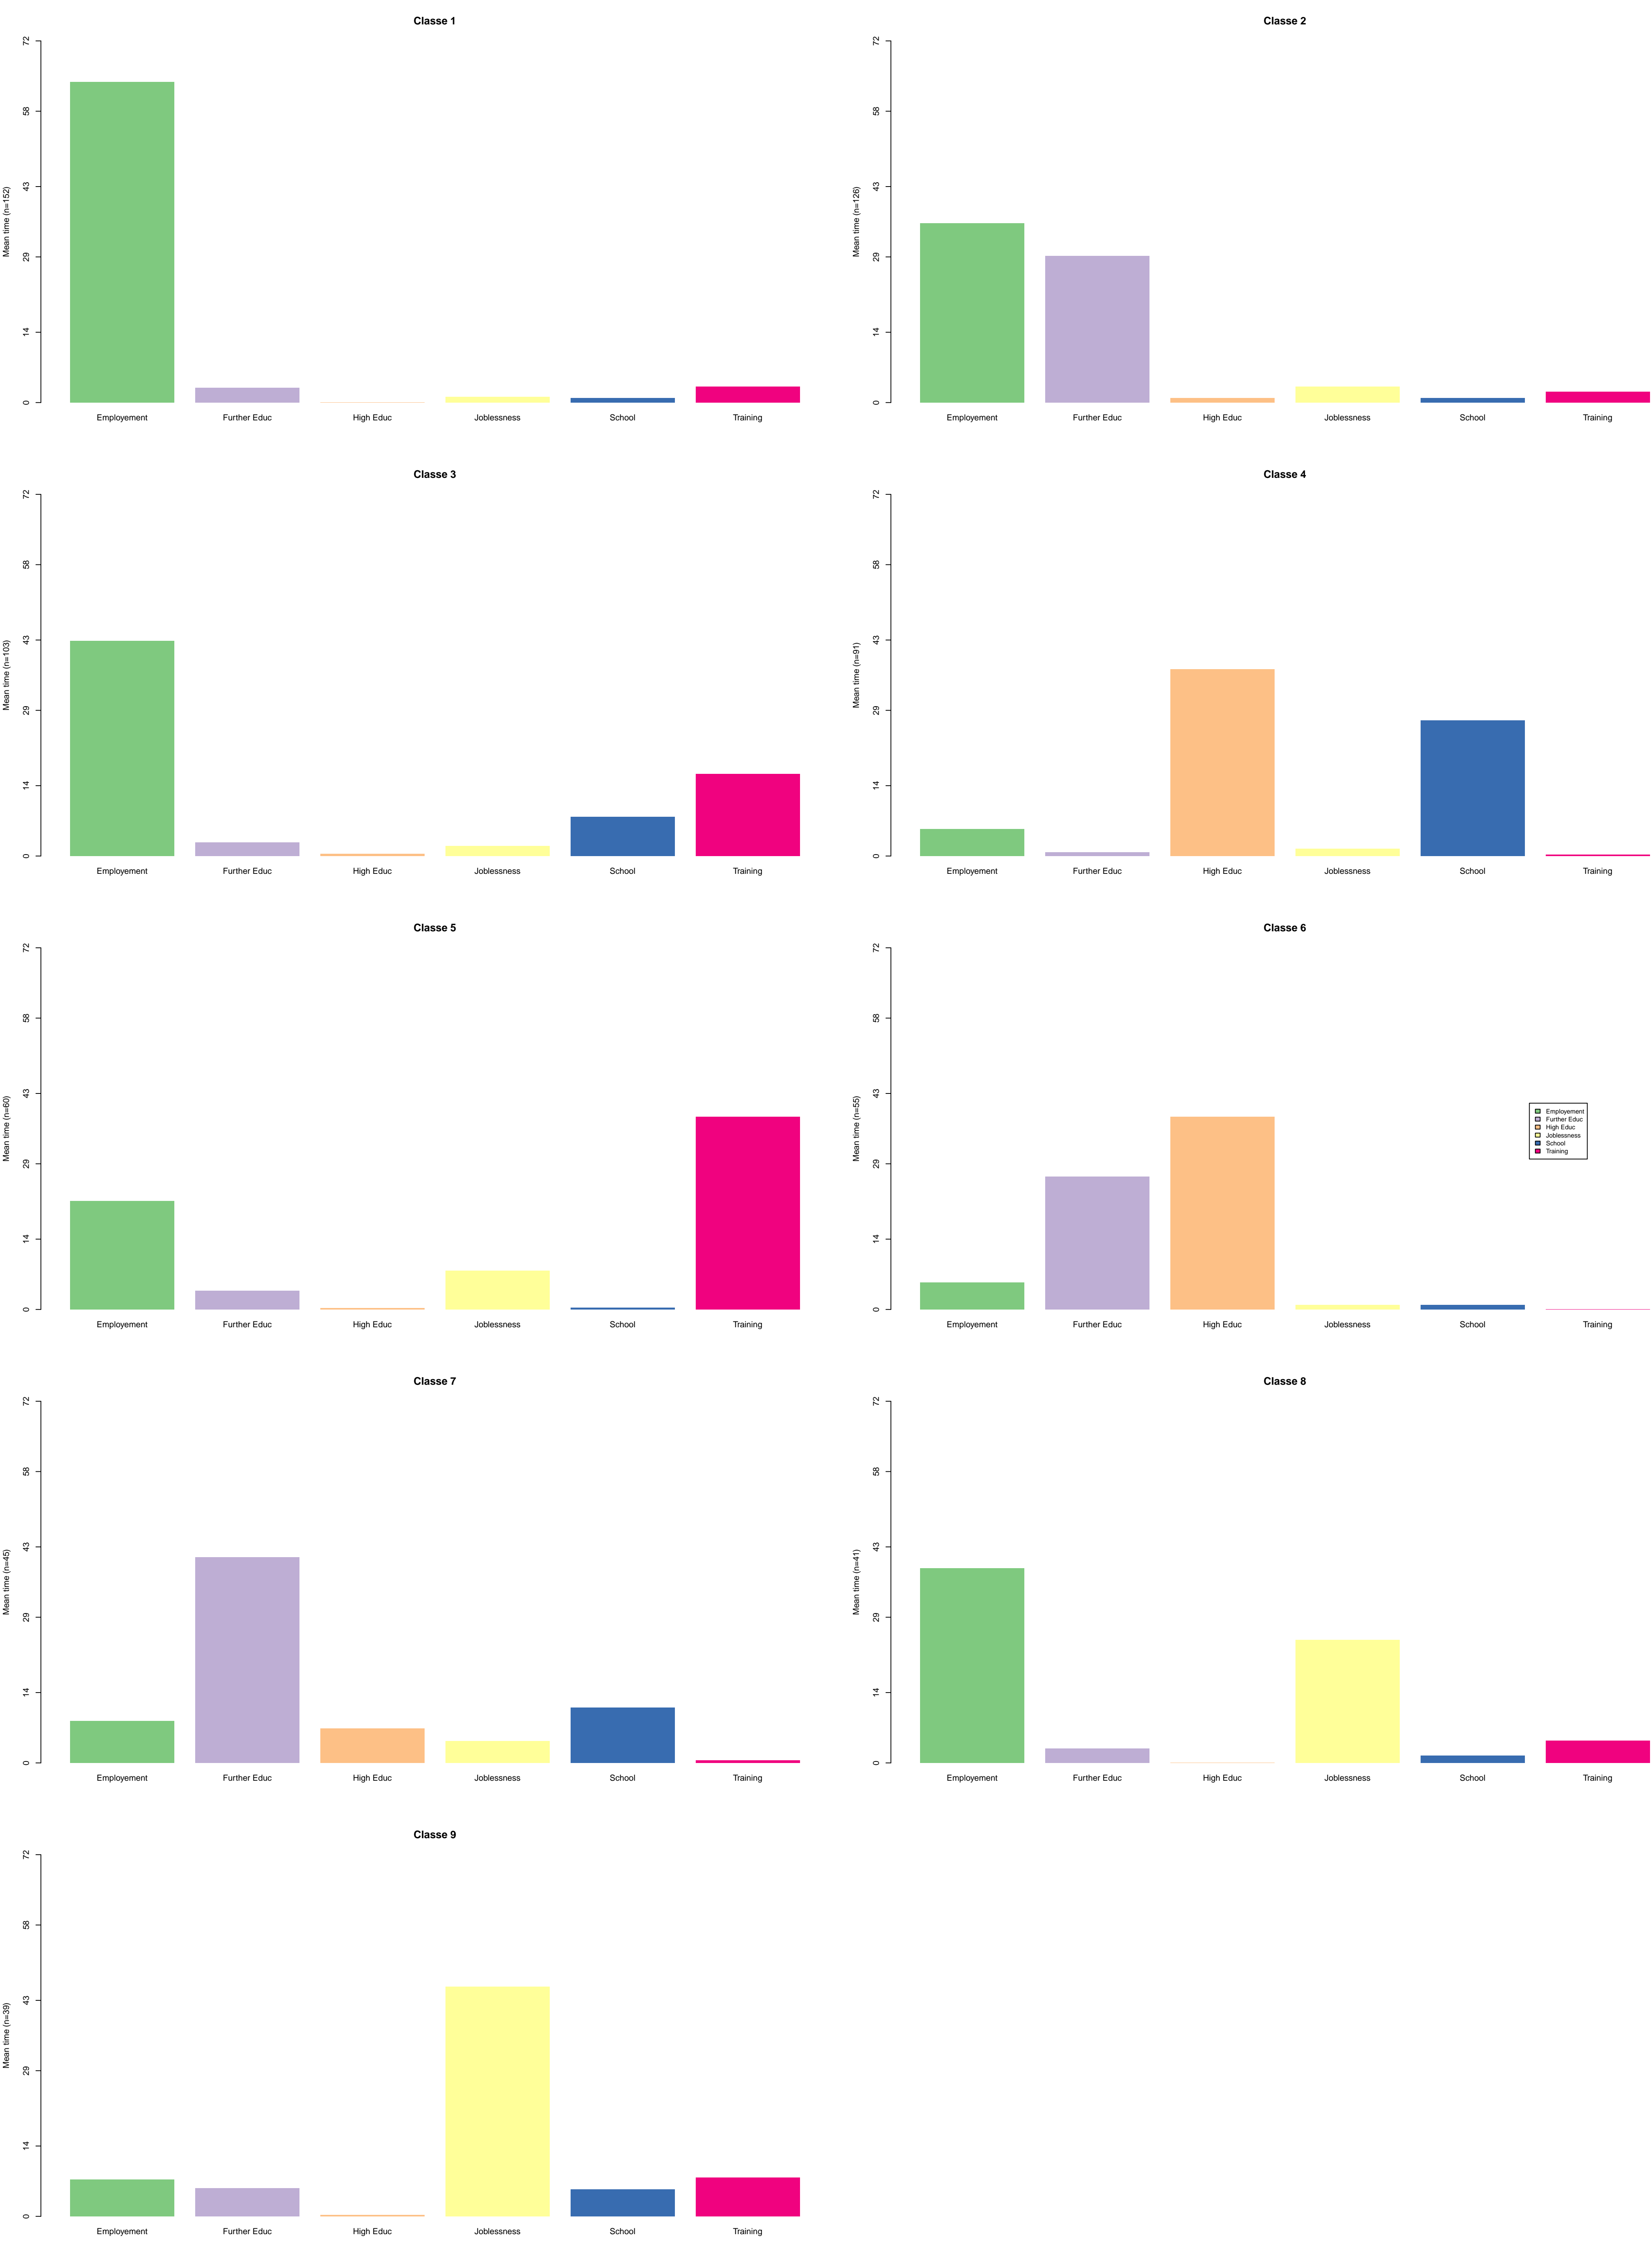 Classe 1
72
58
43
29
14
0
Mean time (n=152)
Employement Further Educ High Educ Joblessness School Training
Classe 2
72
58
43
29
14
0
Mean time (n=126)
Employement Further Educ High Educ Joblessness School Training
Classe 3
72
58
43
29
14
0
Mean time (n=103)
Employement Further Educ High Educ Joblessness School Training
Classe 4
72
58
43
29
14
0
Mean time (n=91)
Employement Further Educ High Educ Joblessness School Training
Classe 5
72
58
43
29
14
0
Mean time (n=60)
Employement Further Educ High Educ Joblessness School Training
Classe 6
72
58
43
29
14
0
Mean time (n=55)
Employement
Further Educ
High Educ
Joblessness
School
Training
Employement Further Educ High Educ Joblessness School Training
Classe 7
72
58
43
29
14
0
Mean time (n=45)
Employement Further Educ High Educ Joblessness School Training
Classe 8
72
58
43
29
14
0
Mean time (n=41)
Employement Further Educ High Educ Joblessness School Training
Classe 9
72
58
43
29
14
0
Mean time (n=39)
Employement Further Educ High Educ Joblessness School Training